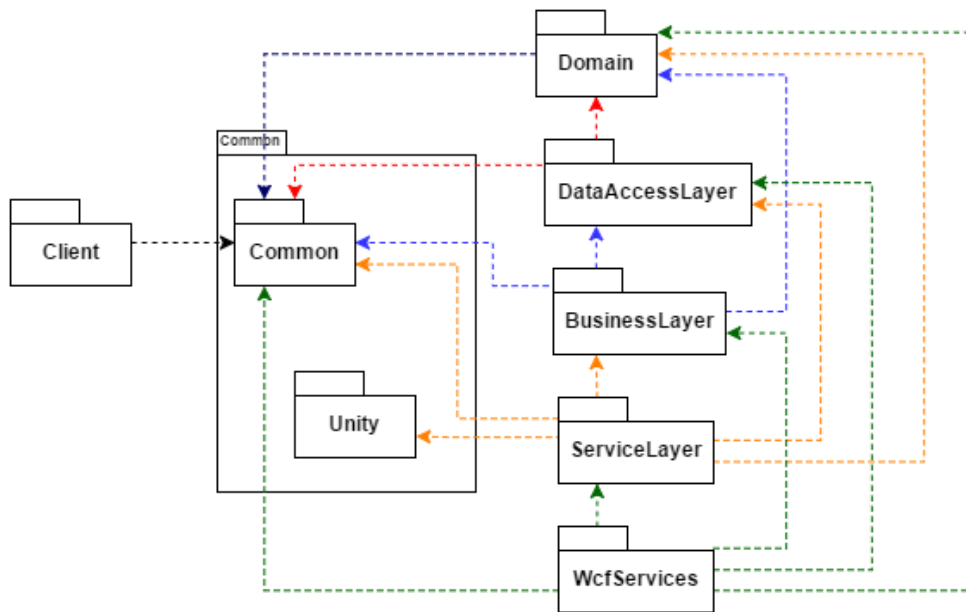 Domain
Common
DataAccessLayer
Client
Common
BusinessLayer
Unity
ServiceLayer
WcfServices